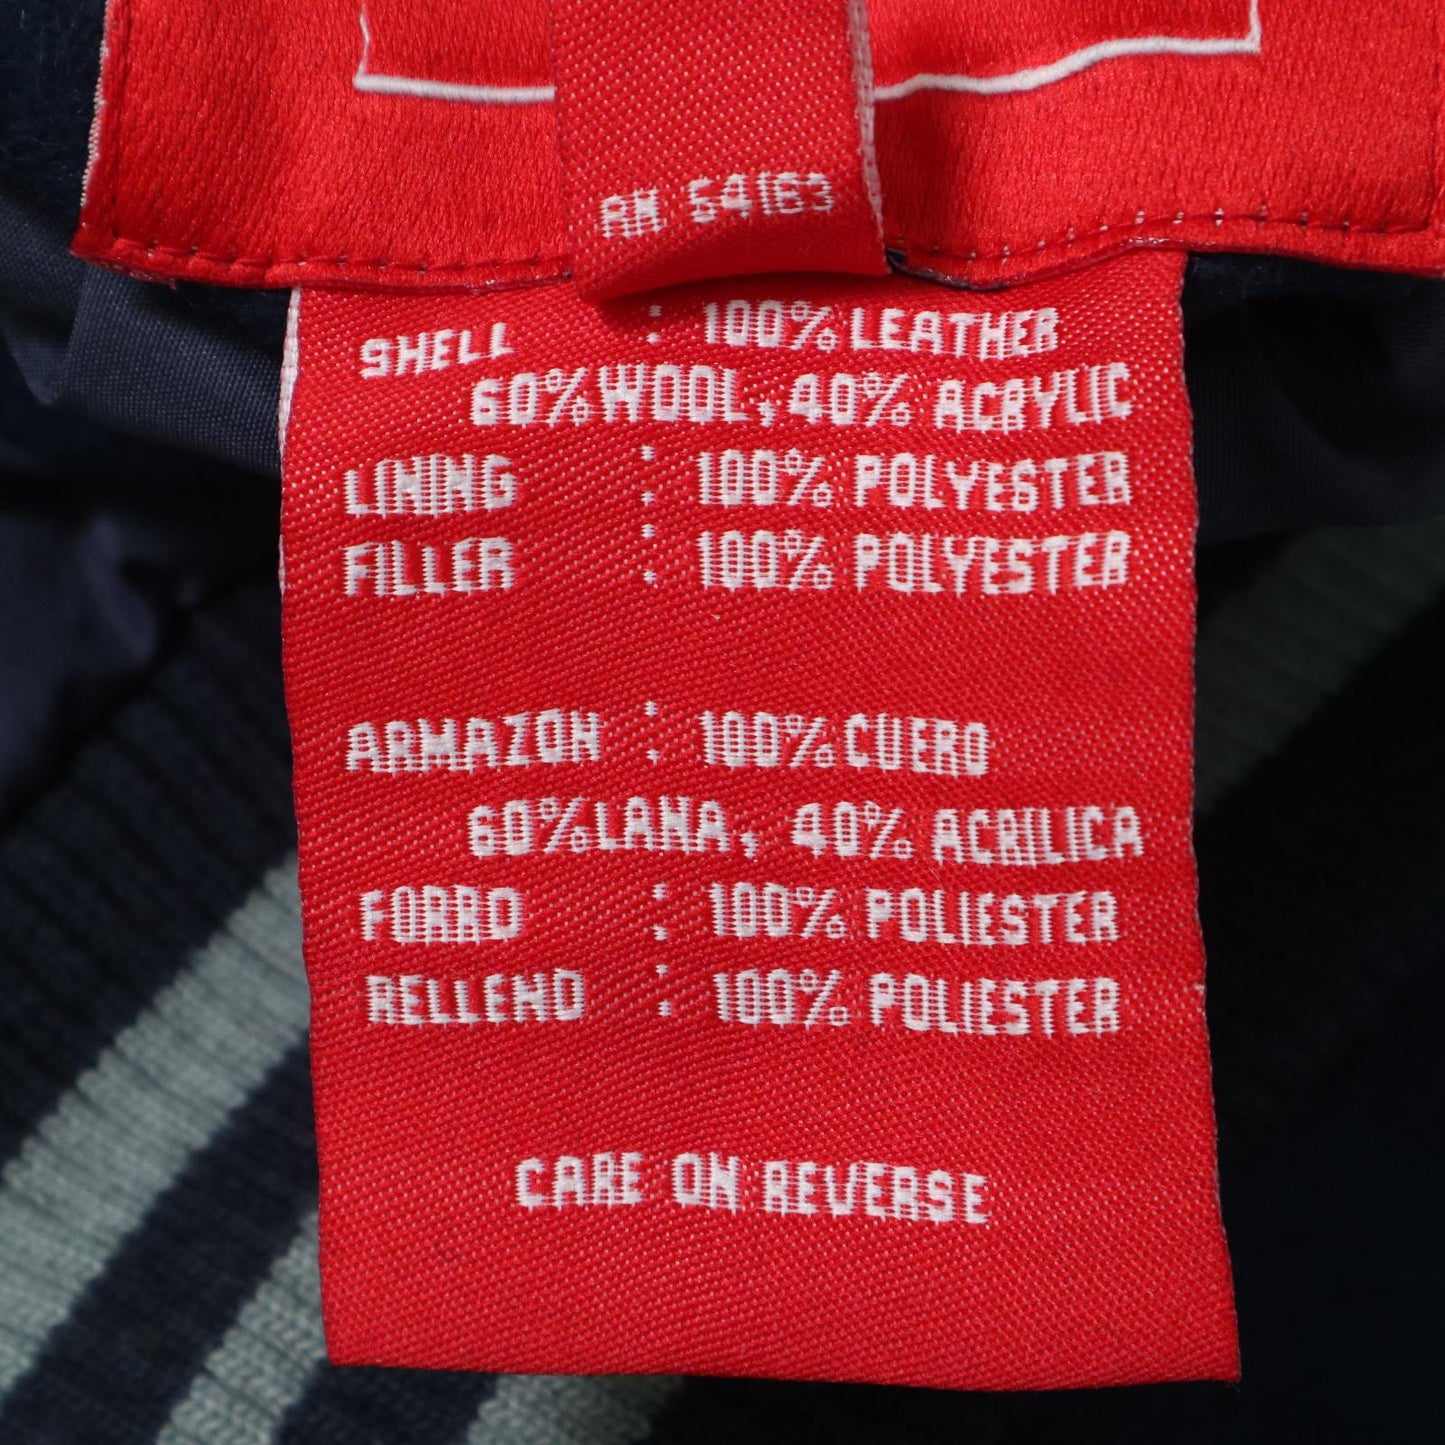 RN 54163
SHELL : 100% LEATHER
60% WOOL, 40% ACRYLIC
LINING : 100% POLYESTER
FILLER : 100% POLYESTER
ARMAZON : 100% CUERO
60% LANA, 40% ACRILICA
FORRO : 100% POLIESTER
RELLENO : 100% POLIESTER
CARE ON REVERSE